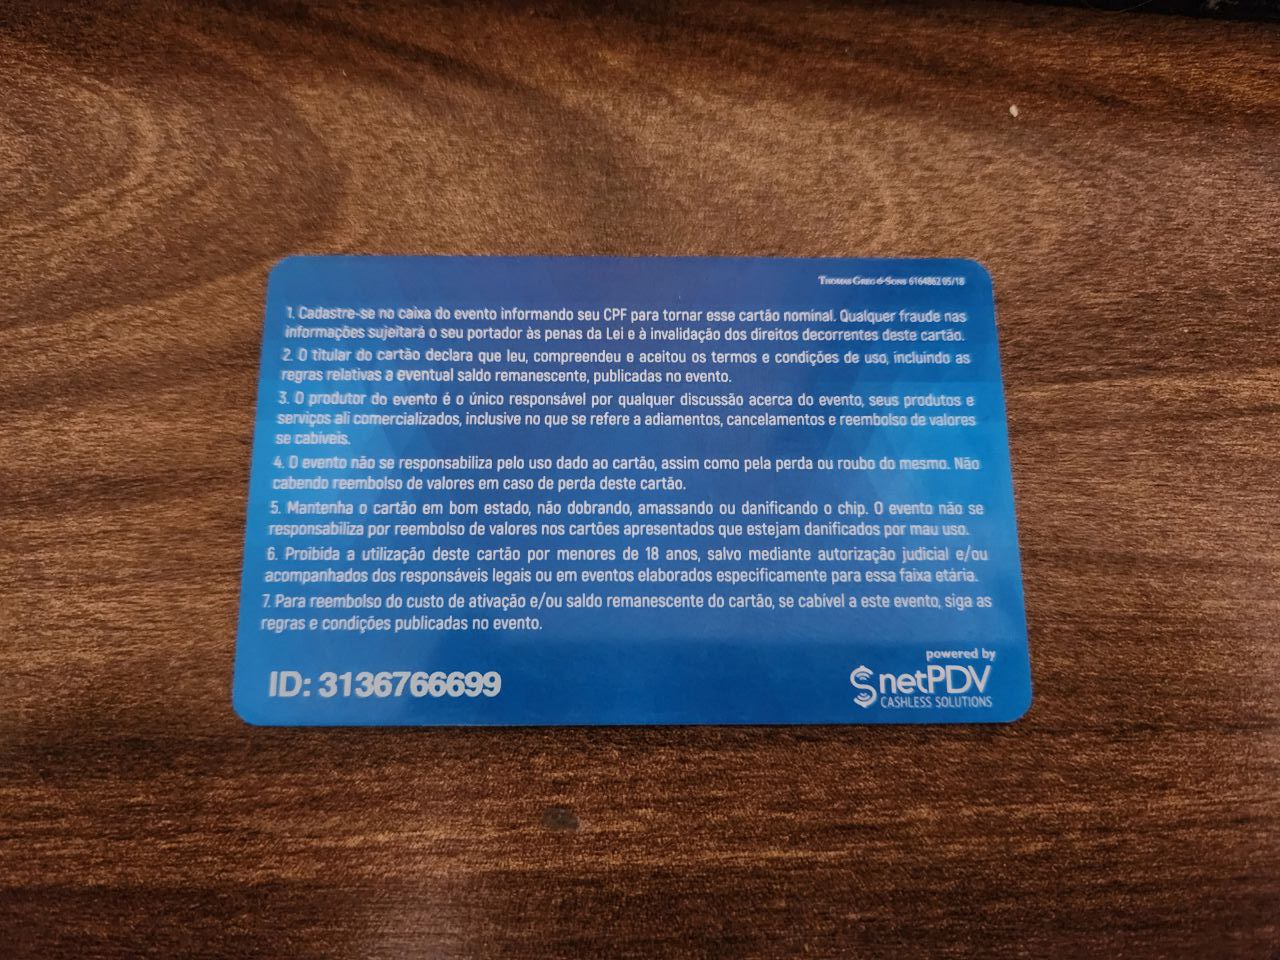 Thomas Greg & Sons 6164862 05/18
1. Cadastre-se no caixa do evento informando seu CPF para tornar esse cartão nominal. Qualquer fraude nas
informações sujeitará o seu portador às penas da Lei e à invalidação dos direitos decorrentes deste cartão.
2. O titular do cartão declara que leu, compreendeu e aceitou os termos e condições de uso, incluindo as
regras relativas a eventual saldo remanescente, publicadas no evento.
3. O produtor do evento é o único responsável por qualquer discussão acerca do evento, seus produtos e
serviços ali comercializados, inclusive no que se refere a adiamentos, cancelamentos e reembolso de valores
se cabíveis.
4. O evento não se responsabiliza pelo uso dado ao cartão, assim como pela perda ou roubo do mesmo. Não
cabendo reembolso de valores em caso de perda deste cartão.
5. Mantenha o cartão em bom estado, não dobrando, amassando ou danificando o chip. O evento não se
responsabiliza por reembolso de valores nos cartões apresentados que estejam danificados por mau uso.
6. Proibida a utilização deste cartão por menores de 18 anos, salvo mediante autorização judicial e/ou
acompanhados dos responsáveis legais ou em eventos elaborados especificamente para essa faixa etária.
7. Para reembolso do custo de ativação e/ou saldo remanescente do cartão, se cabível a este evento, siga as
regras e condições publicadas no evento.
ID: 3136766699
powered by
netPDV
CASHLESS SOLUTIONS